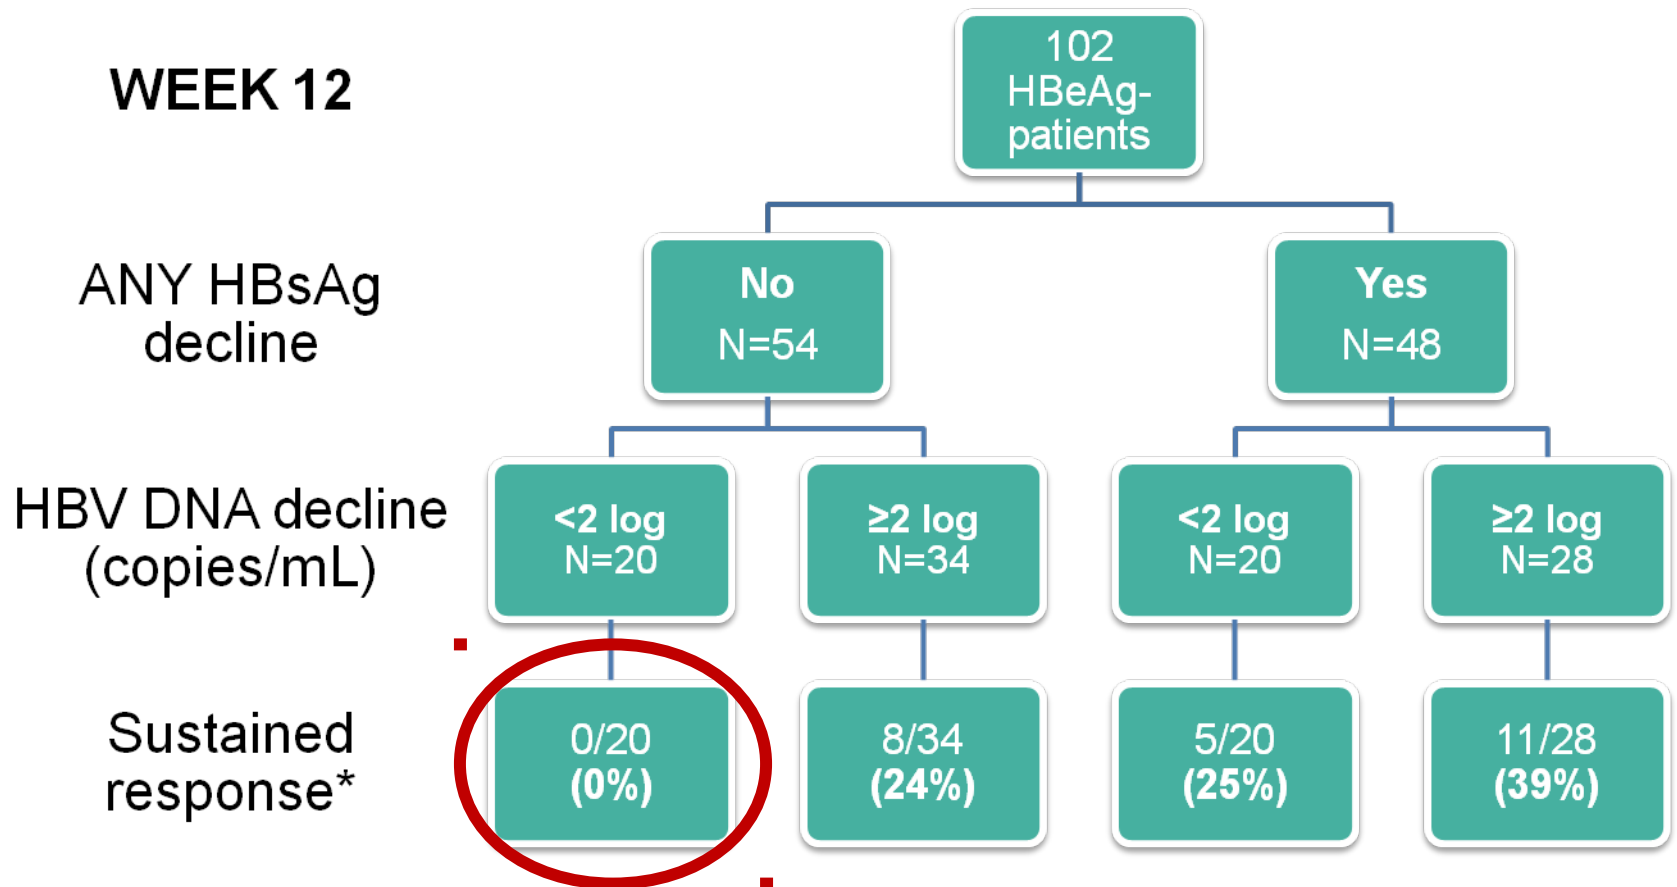 WEEK 12
102
HBeAg-
patients
ANY HBsAg
decline
No
N=54
Yes
N=48
HBV DNA decline
(copies/mL)
<2 log
N=20
≥2 log
N=34
<2 log
N=20
≥2 log
N=28
Sustained
response*
0/20
(0%)
8/34
(24%)
5/20
(25%)
11/28
(39%)